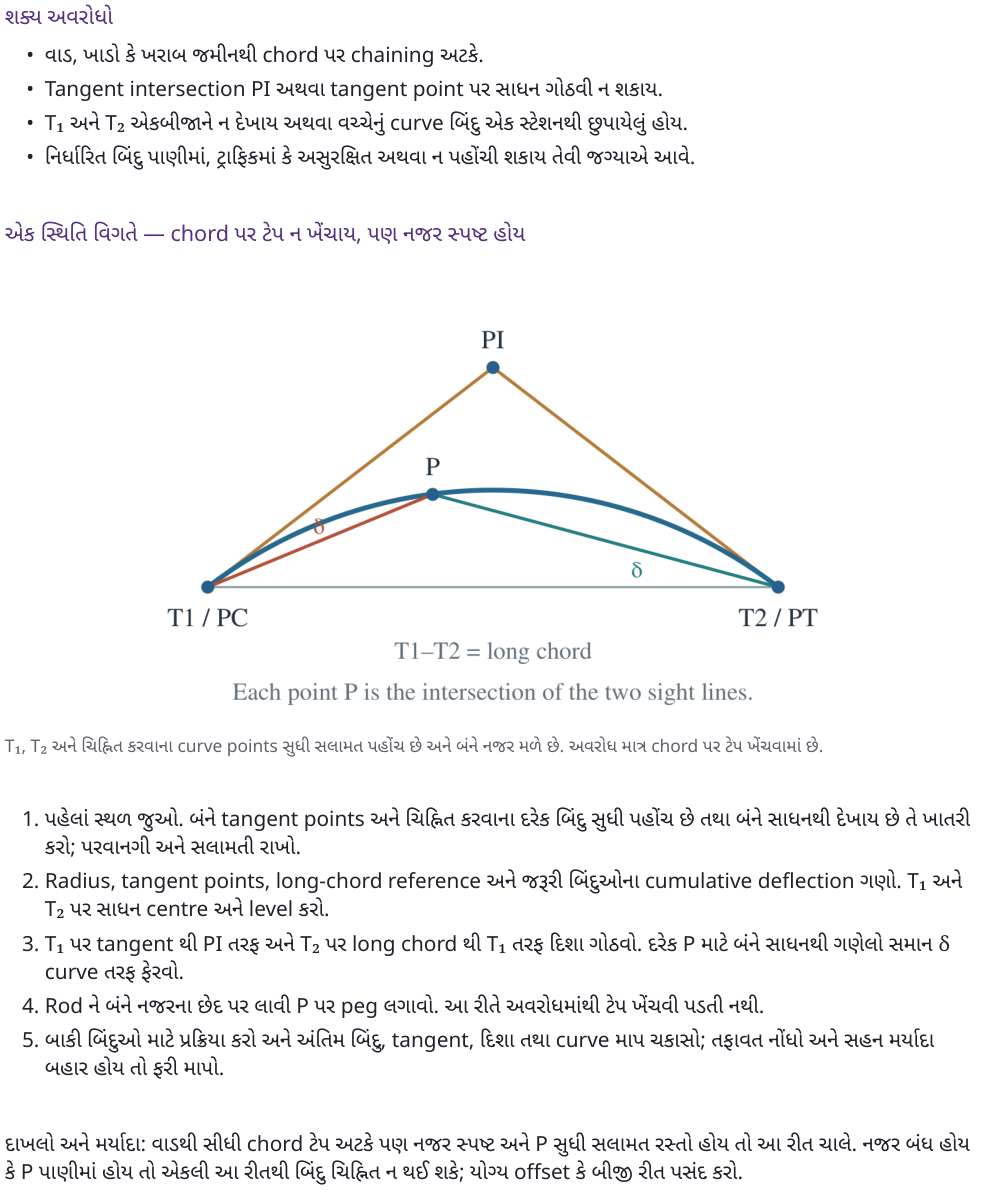 શક્ય અવરોધો
• વાડ, ખાડો કે ખરાબ જમીનથી chord પર chaining અટકે.
• Tangent intersection PI અથવા tangent point પર સાધન ગોઠવી ન શકાય.
• T₁ અને T₂ એકબીજાને ન દેખાય અથવા વચ્ચેનું curve બિંદુ એક સ્ટેશનથી છુપાયેલું હોય.
• નિર્ધારિત બિંદુ પાણીમાં, ટ્રાફિકમાં કે અસુરક્ષિત અથવા ન પહોંચી શકાય તેવી જગ્યાએ આવે.
એક સ્થિતિ વિગતે — chord પર ટેપ ન ખેંચાય, પણ નજર સ્પષ્ટ હોય
PI
P
δ
δ
T1 / PC
T2 / PT
T1–T2 = long chord
Each point P is the intersection of the two sight lines.
T₁, T₂ અને ચિહ્નિત કરવાના curve points સુધી સલામત પહોંચ છે અને બંને નજર મળે છે. અવરોધ માત્ર chord પર ટેપ ખેંચવામાં છે.
1. પહેલાં સ્થળ જુઓ. બંને tangent points અને ચિહ્નિત કરવાના દરેક બિંદુ સુધી પહોંચ છે તથા બંને સાધનથી દેખાય છે તે ખાતરી
કરો; પરવાનગી અને સલામતી રાખો.
2. Radius, tangent points, long-chord reference અને જરૂરી બિંદુઓના cumulative deflection ગણો. T₁ અને
T₂ પર સાધન centre અને level કરો.
3. T₁ પર tangent થી PI તરફ અને T₂ પર long chord થી T₁ તરફ દિશા ગોઠવો. દરેક P માટે બંને સાધનથી ગણેલો સમાન δ
curve તરફ ફેરવો.
4. Rod ને બંને નજરના છેદ પર લાવી P પર peg લગાવો. આ રીતે અવરોધમાંથી ટેપ ખેંચવી પડતી નથી.
5. બાકી બિંદુઓ માટે પ્રક્રિયા કરો અને અંતિમ બિંદુ, tangent, દિશા તથા curve માપ ચકાસો; તફાવત નોંધો અને સહન મર્યાદા
બહાર હોય તો ફરી માપો.
દાખલો અને મર્યાદા: વાડથી સીધી chord ટેપ અટકે પણ નજર સ્પષ્ટ અને P સુધી સલામત રસ્તો હોય તો આ રીત ચાલે. નજર બંધ હોય
કે P પાણીમાં હોય તો એકલી આ રીતથી બિંદુ ચિહ્નિત ન થઈ શકે; યોગ્ય offset કે બીજી રીત પસંદ કરો.